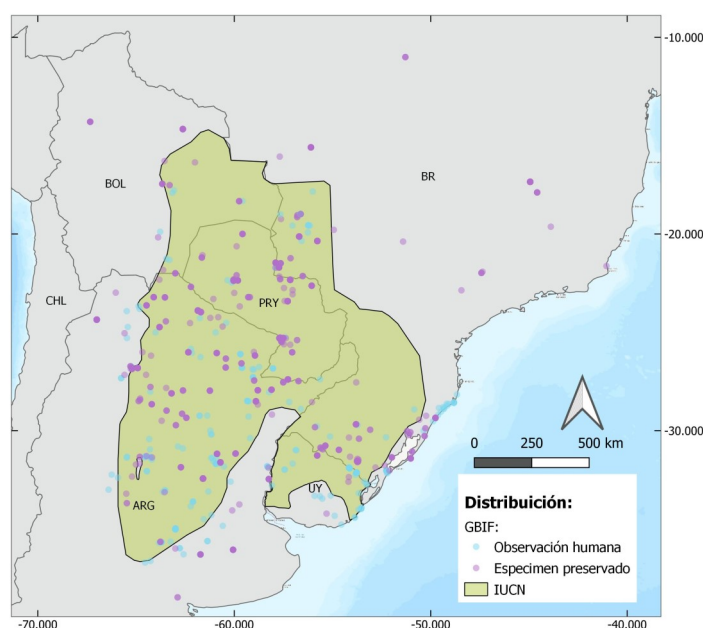 -10.000
BOL
BR
-20.000
CHL
PRY
-30.000
0 250 500 km
UY
ARG
Distribuición:
GBIF:
Observación humana
Especimen preservado
IUCN
-70.000 -60.000 -50.000 -40.000